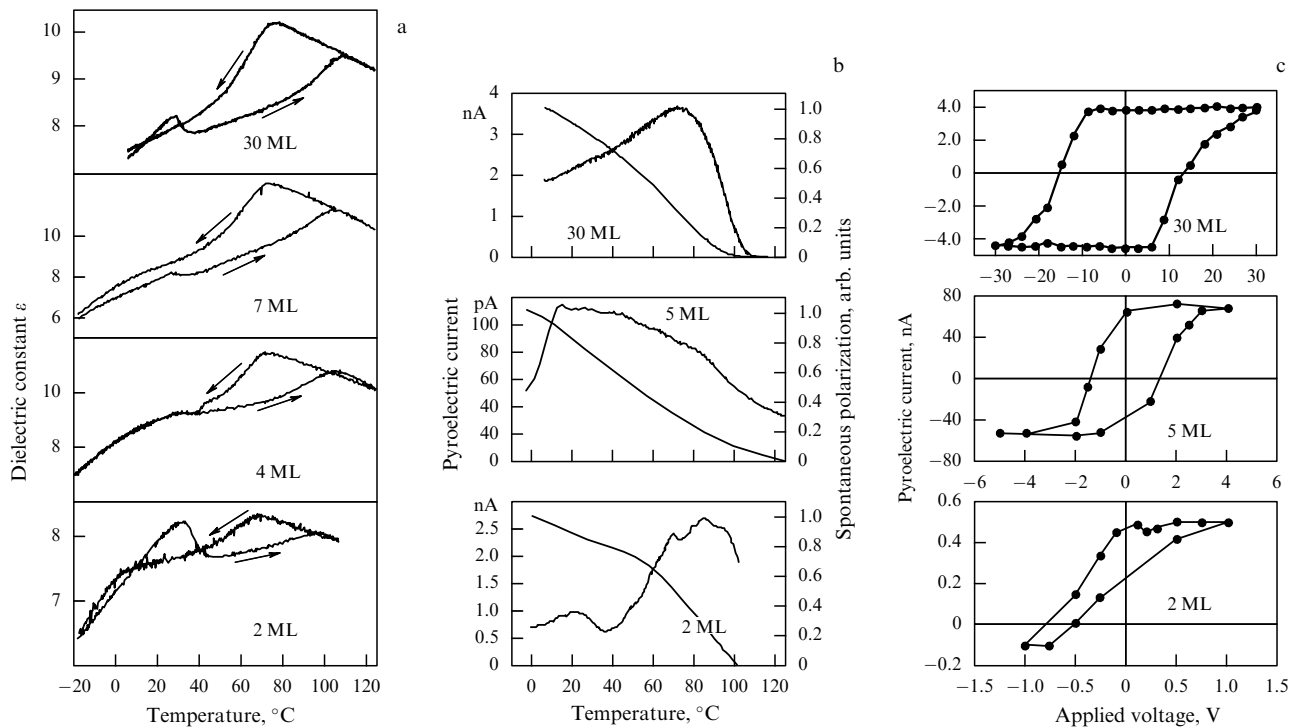 a
Dielectric constant ε
10
9
8
30 ML
10
8
6
7 ML
10
8
4 ML
8
7
2 ML
−20 0 20 40 60 80 100 120
Temperature, °C
b
Pyroelectric current
Spontaneous polarization, arb. units
nA
4
3
2
1
0
1.0
0.8
0.6
0.4
0.2
0
30 ML
pA
100
80
60
40
20
0
1.0
0.8
0.6
0.4
0.2
0
5 ML
nA
2.5
2.0
1.5
1.0
0.5
0
1.0
0.8
0.6
0.4
0.2
0
2 ML
0 20 40 60 80 100 120
Temperature, °C
c
Pyroelectric current, nA
4.0
2.0
0
−2.0
−4.0
30 ML
−30 −20 −10 0 10 20 30
80
40
0
−40
−80
5 ML
−6 −4 −2 0 2 4 6
0.6
0.4
0.2
0
−0.2
2 ML
−1.5 −1.0 −0.5 0 0.5 1.0 1.5
Applied voltage, V